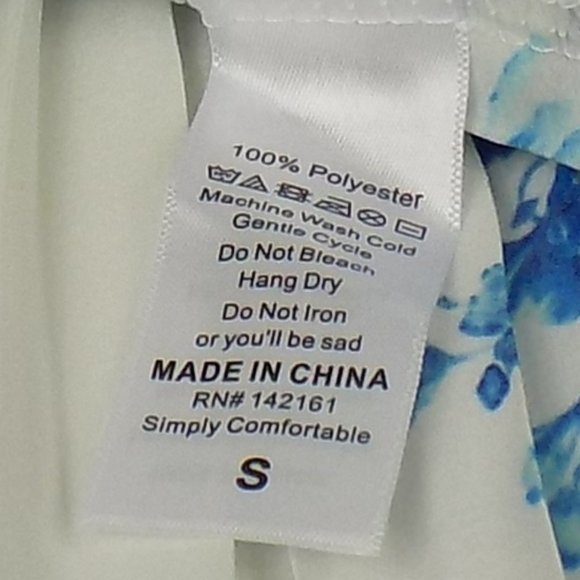 100% Polyester
Machine Wash Cold
Gentle Cycle
Do Not Bleach
Hang Dry
Do Not Iron
or you'll be sad
MADE IN CHINA
RN# 142161
Simply Comfortable
S